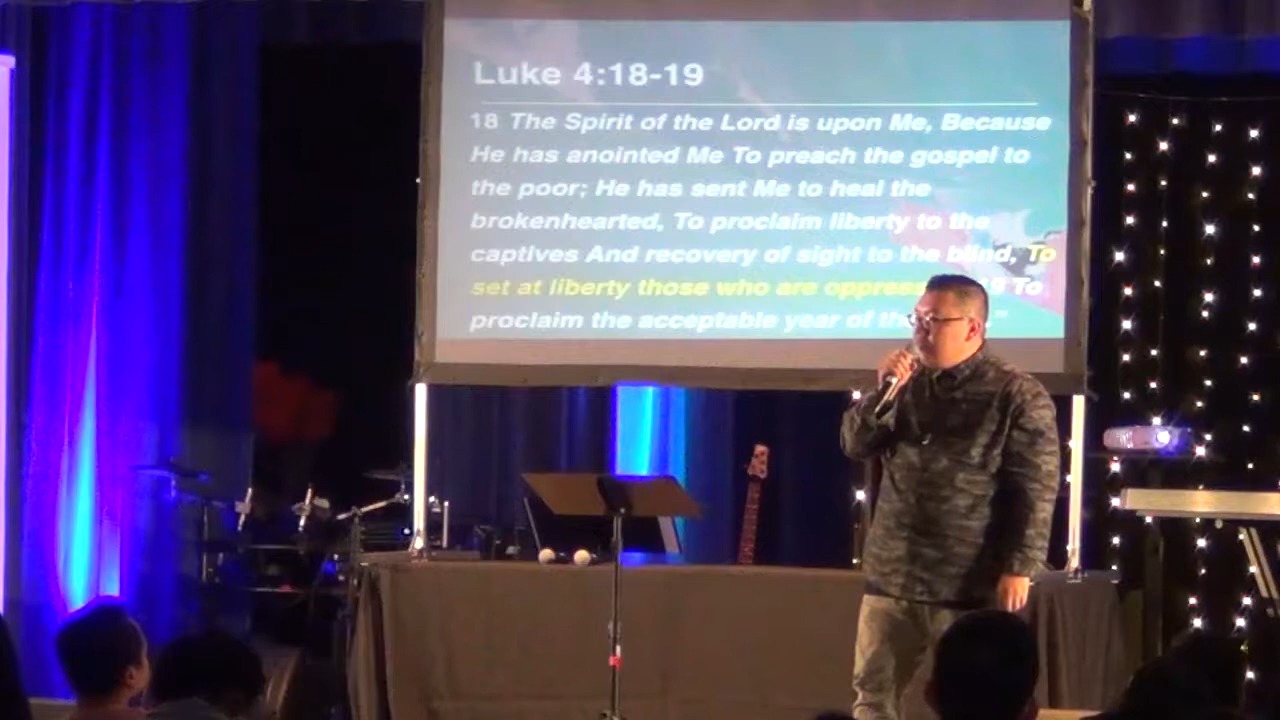 Luke 4:18-19
18 The Spirit of the Lord is upon Me, Because
He has anointed Me To preach the gospel to
the poor; He has sent Me to heal the
brokenhearted, To proclaim liberty to the
captives And recovery of sight to the blind, To
set at liberty those who are To
proclaim the acceptable year of